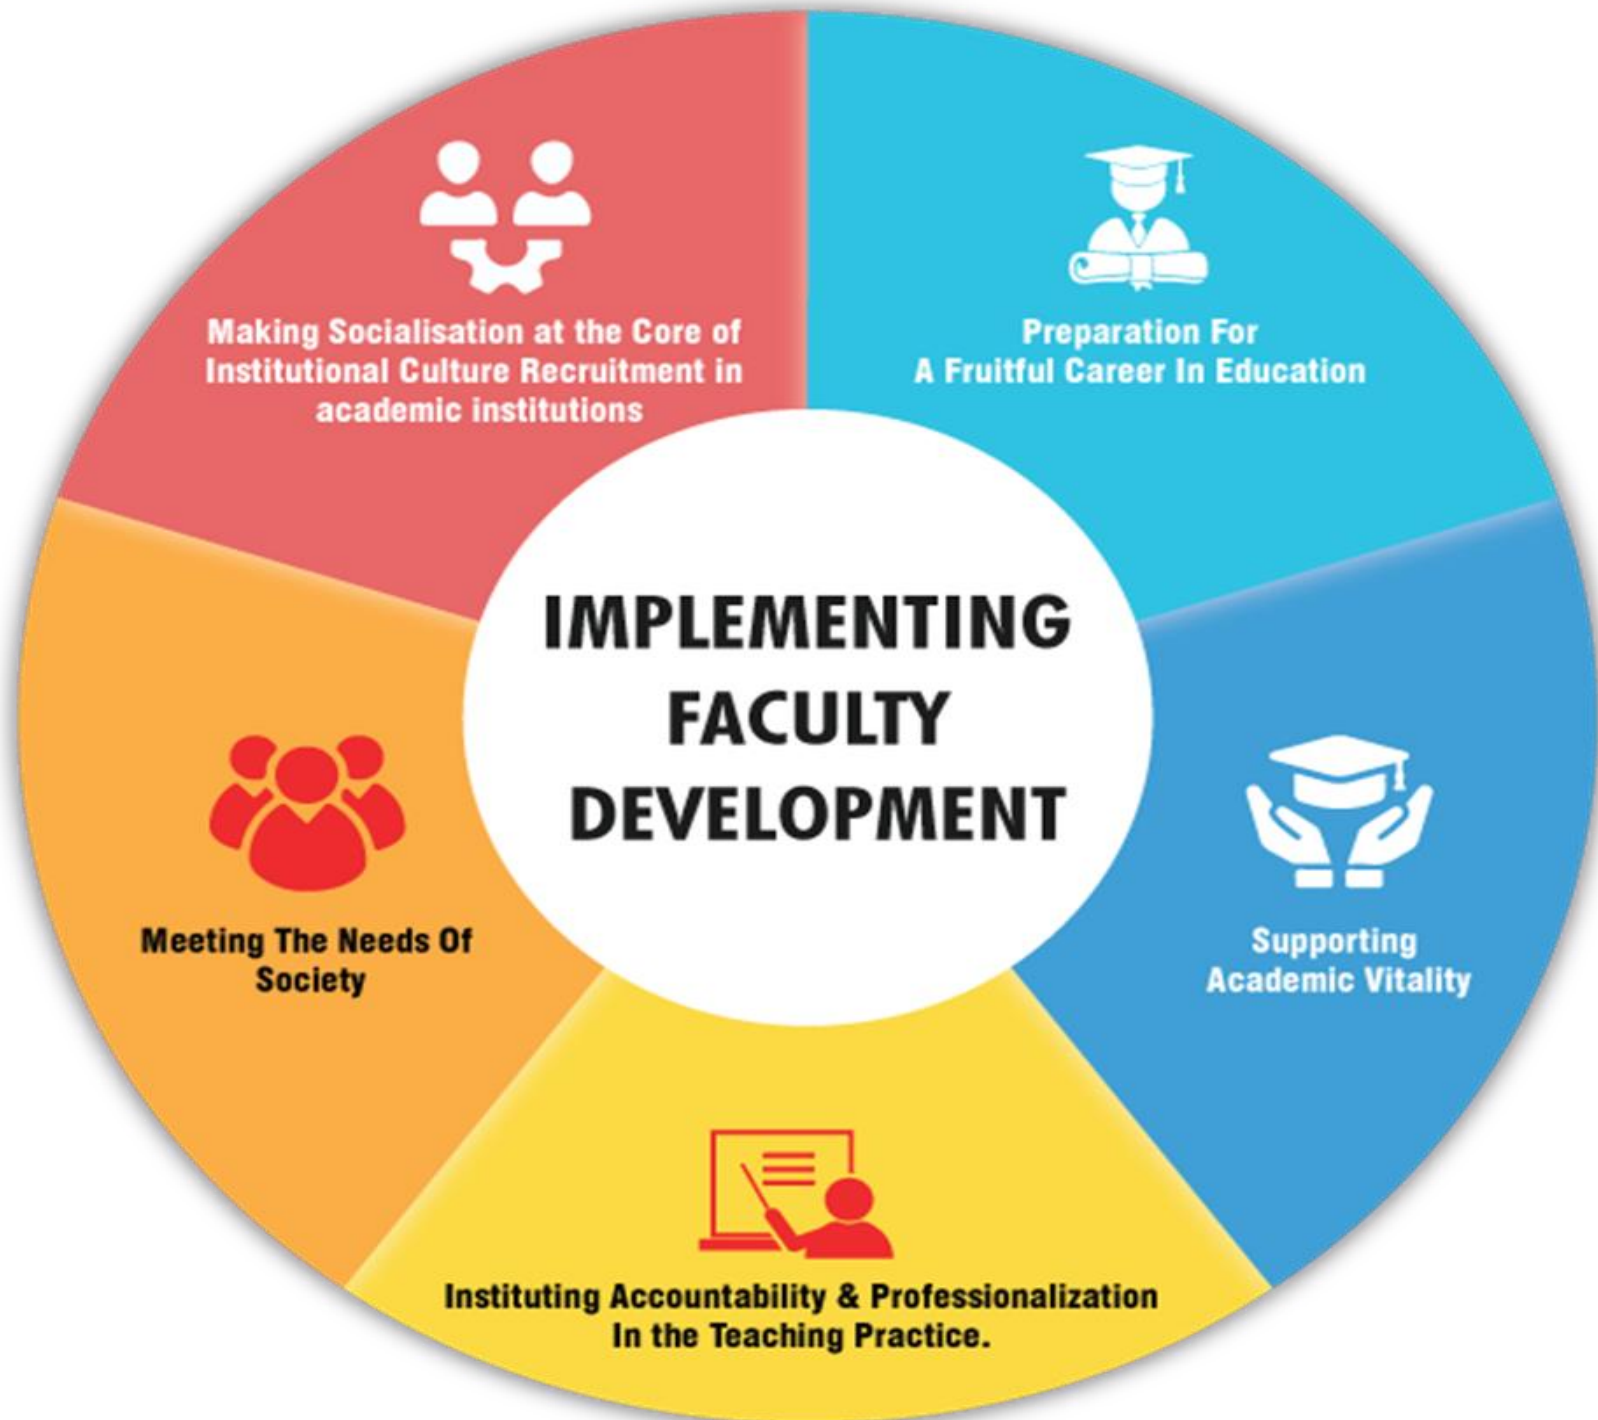 Making Socialisation at the Core of
Institutional Culture Recruitment in
academic institutions
Preparation For
A Fruitful Career In Education
IMPLEMENTING
FACULTY
DEVELOPMENT
Meeting The Needs Of
Society
Supporting
Academic Vitality
Instituting Accountability & Professionalization
In the Teaching Practice.